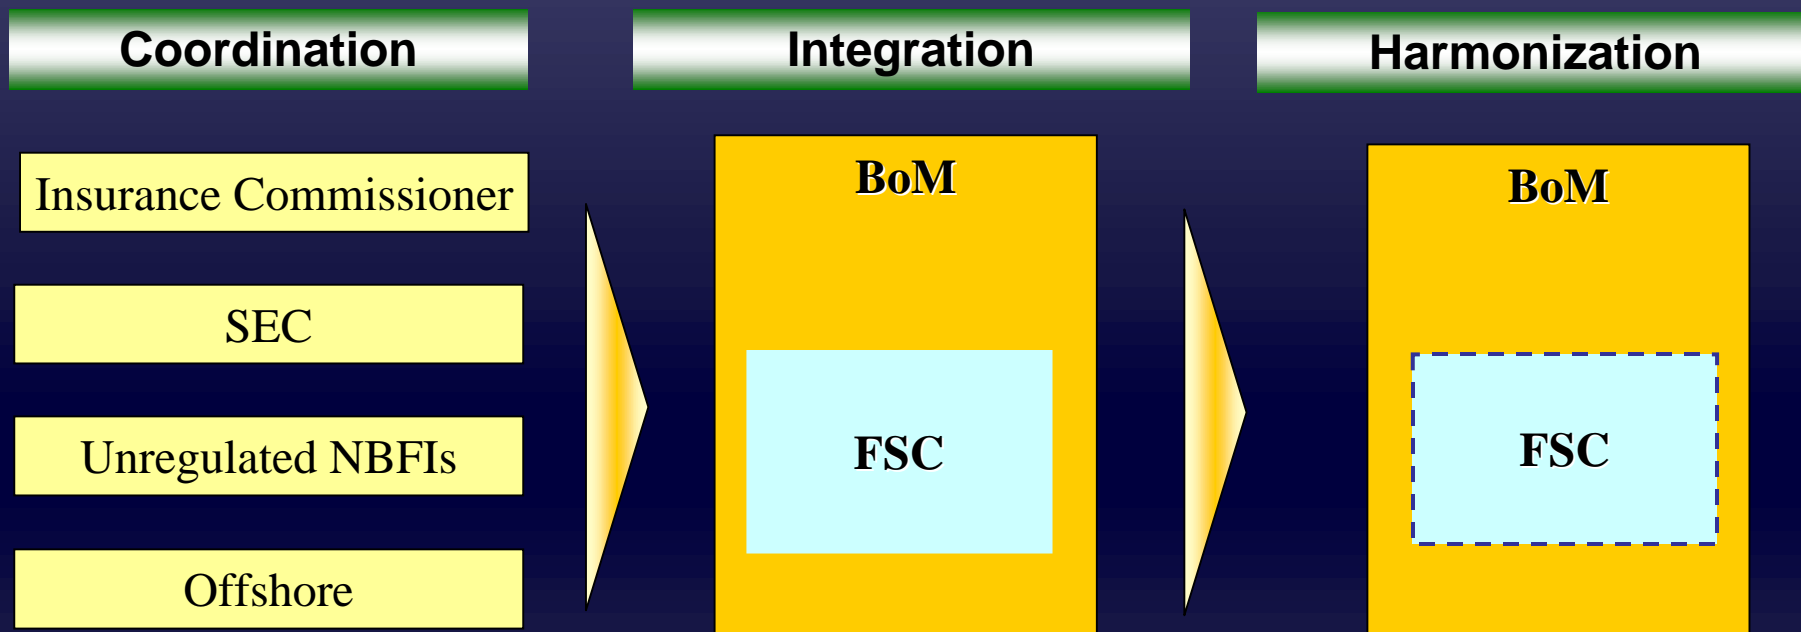 Coordination
Integration
Harmonization
Insurance Commissioner
SEC
Unregulated NBFIs
Offshore
BoM
FSC
BoM
FSC